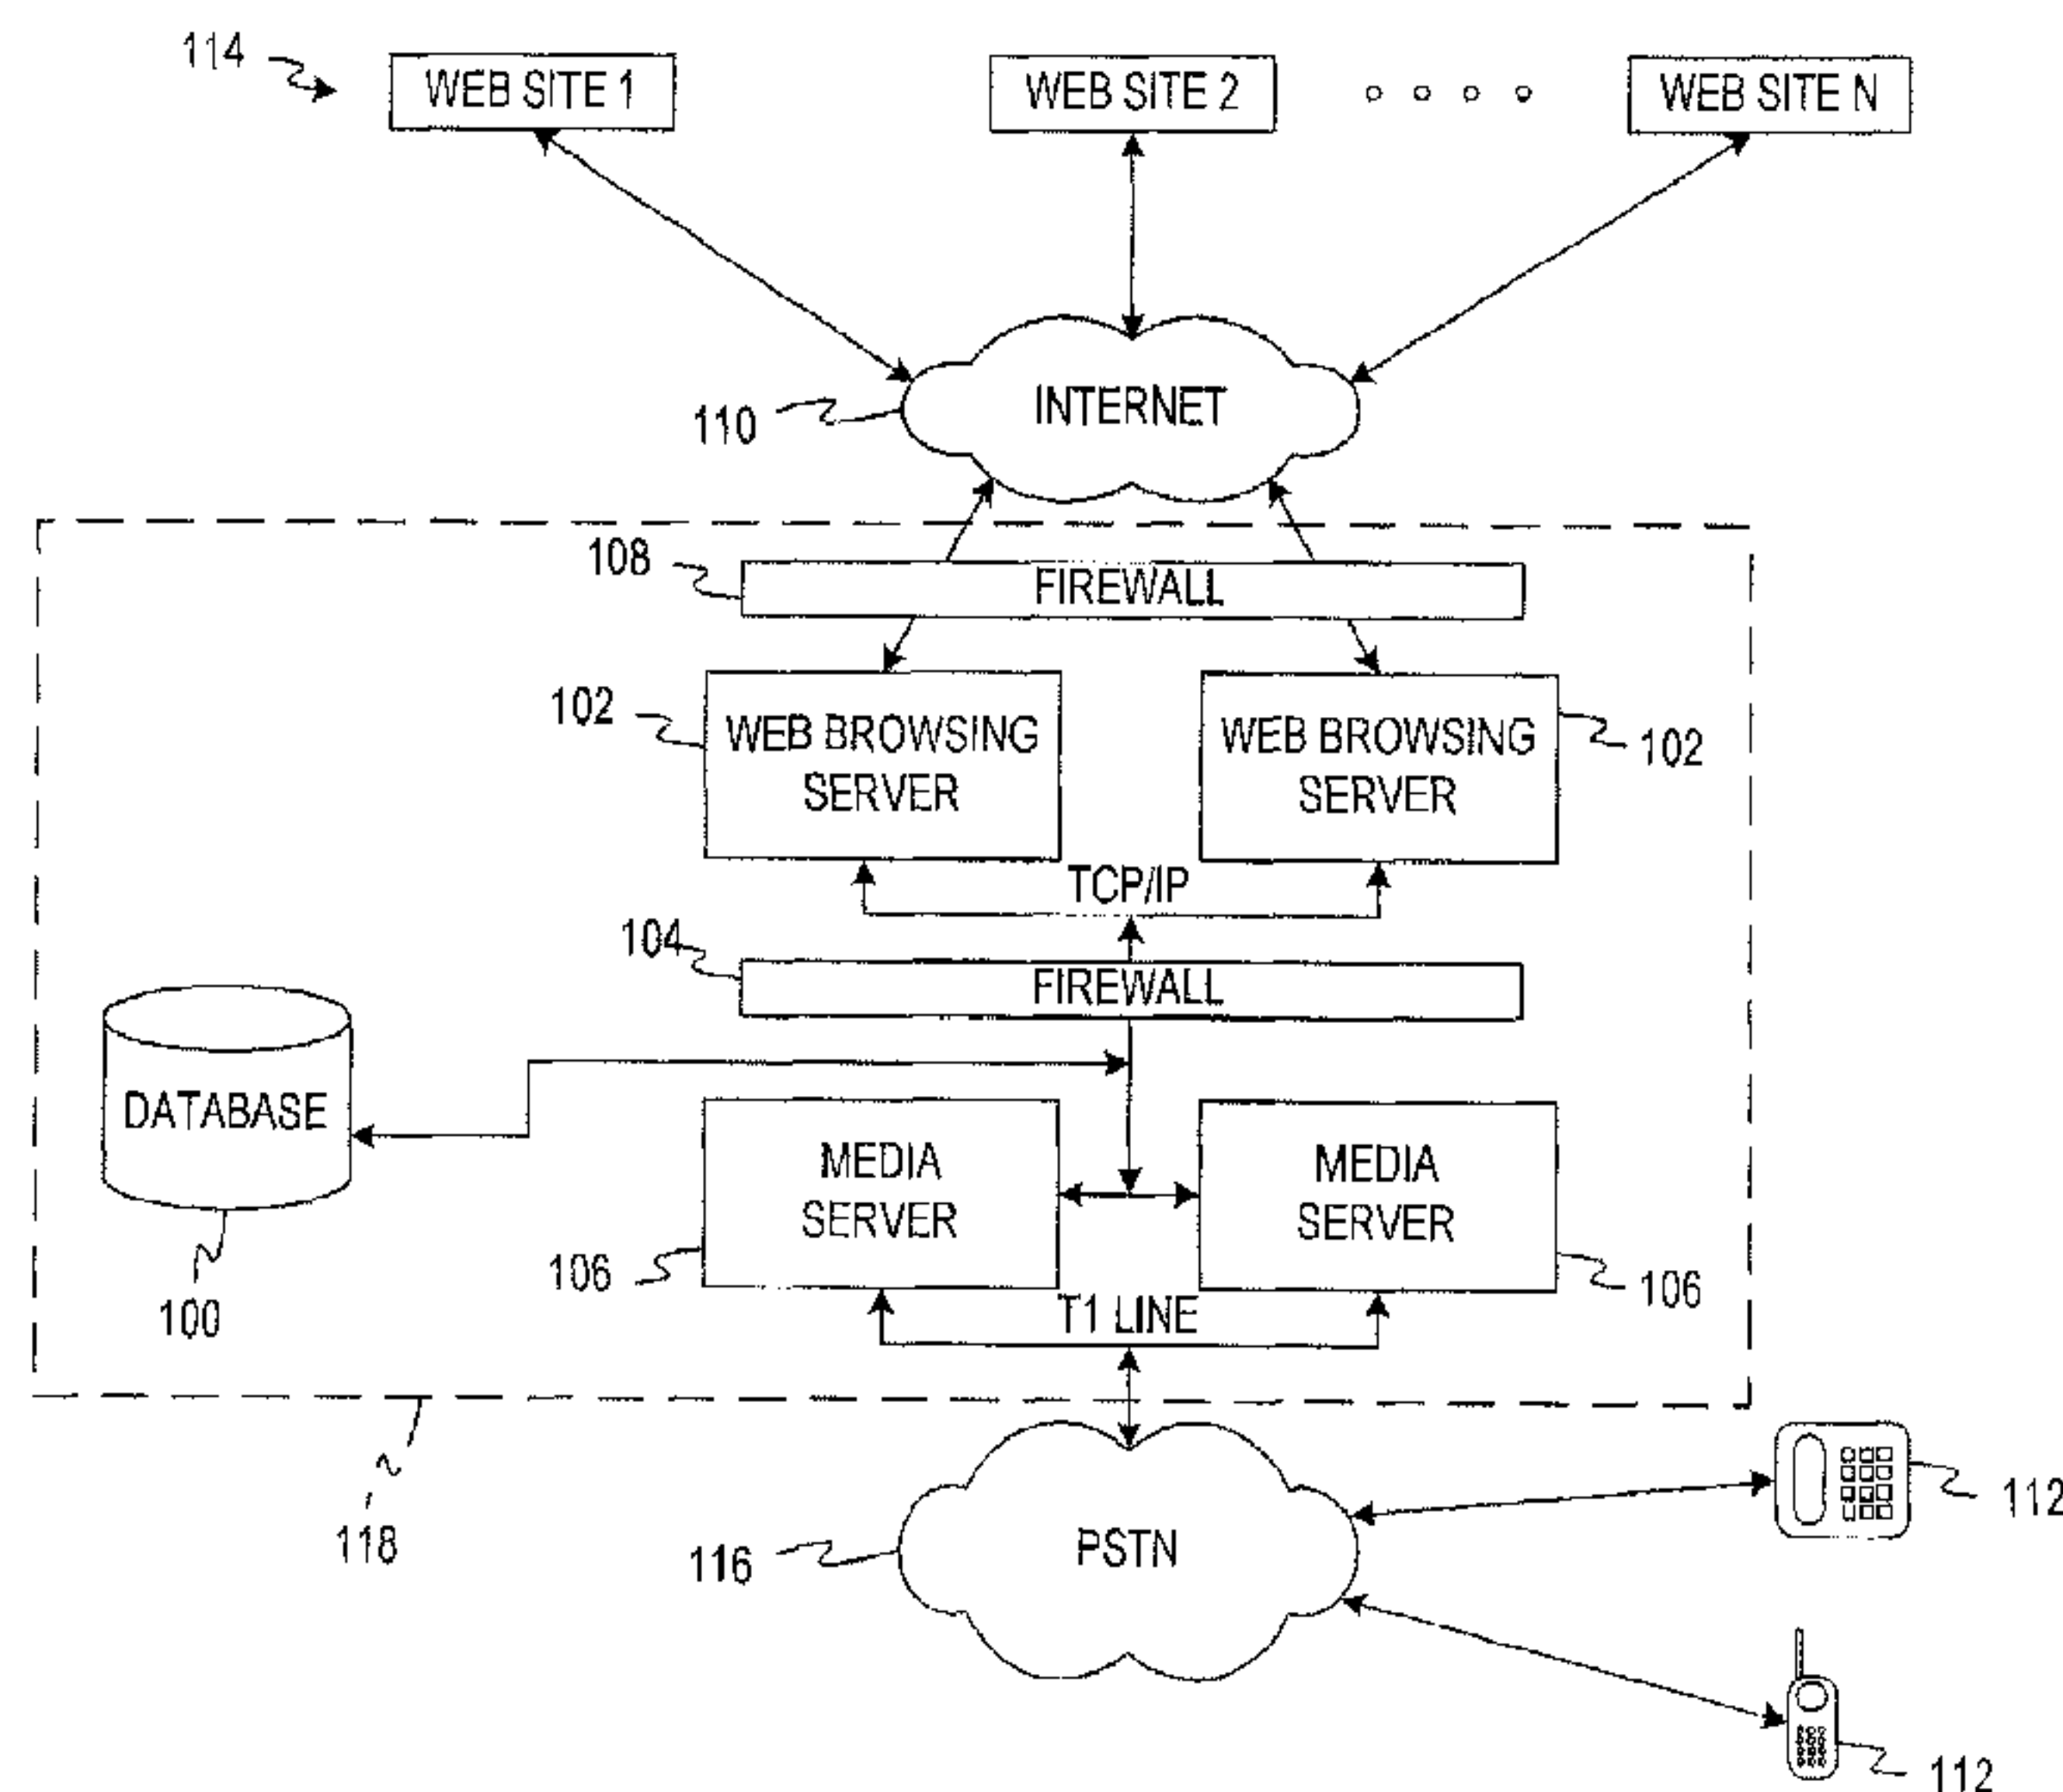 114
WEB SITE 1
WEB SITE 2
WEB SITE N
110
INTERNET
108
FIREWALL
102
WEB BROWSING
SERVER
WEB BROWSING
SERVER
102
TCP/IP
104
FIREWALL
DATABASE
100
MEDIA
SERVER
106
MEDIA
SERVER
106
T1 LINE
118
116
PSTN
112
112